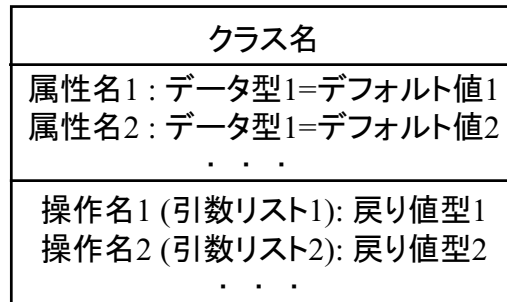 クラス名
属性名1 : データ型1=デフォルト値1
属性名2 : データ型1=デフォルト値2
・ ・ ・
操作名1 (引数リスト1): 戻り値型1
操作名2 (引数リスト2): 戻り値型2
・ ・ ・